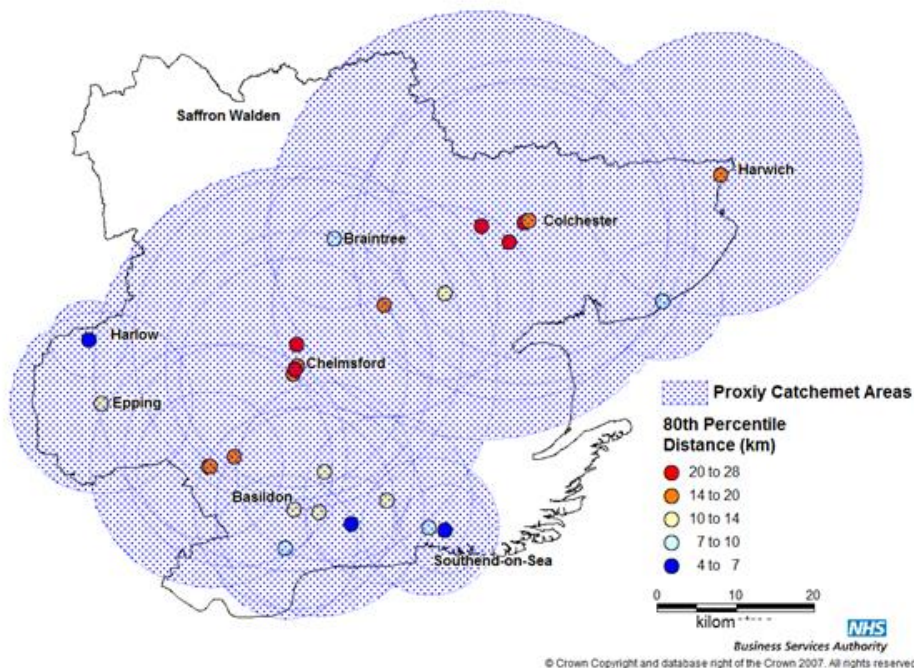 Saffron Walden
Harwich
Colchester
Braintree
Harlow
Chelmsford
Epping
Basildon
Southend-on-Sea
Proxiy Catchemet Areas
80th Percentile
Distance (km)
20 to 28
14 to 20
10 to 14
7 to 10
4 to 7
0 10 20
NHS
Business Services Authority
© Crown Copyright and database right of the Crown 2007. All rights reserved